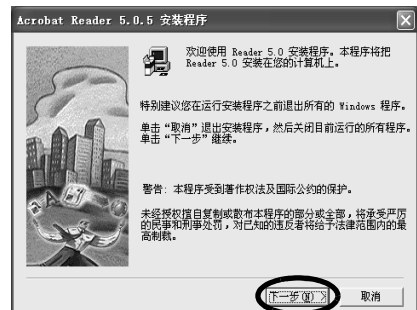 Acrobat Reader 5.0.5 安装程序
欢迎使用 Reader 5.0 安装程序。本程序将把
Reader 5.0 安装在您的计算机上。
特别建议您在运行安装程序之前退出所有的 Windows 程序。
单击“取消”退出安装程序，然后关闭目前运行的所有程序。
单击“下一步”继续。
警告: 本程序受到著作权法及国际公约的保护。
未经授权擅自复制或散布本程序的部分或全部，将承受严厉
的民事和刑事处罚，对已知的违反者将给予法律范围内的最
高制裁。
下一步(N) > 取消